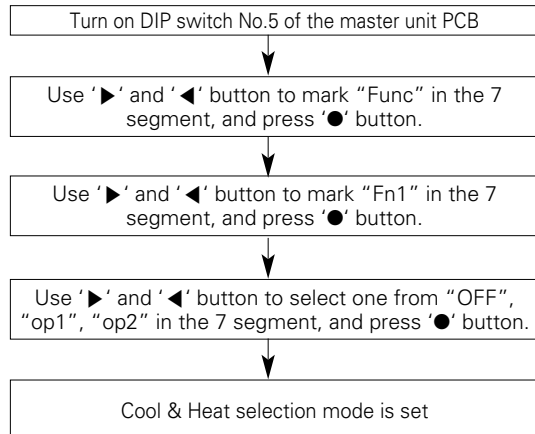 Turn on DIP switch No.5 of the master unit PCB
Use ‘▶‘ and ‘◀‘ button to mark “Func” in the 7
segment, and press ‘●‘ button.
Use ‘▶‘ and ‘◀‘ button to mark “Fn1” in the 7
segment, and press ‘●‘ button.
Use ‘▶‘ and ‘◀‘ button to select one from “OFF”,
“op1”, “op2” in the 7 segment, and press ‘●‘ button.
Cool & Heat selection mode is set